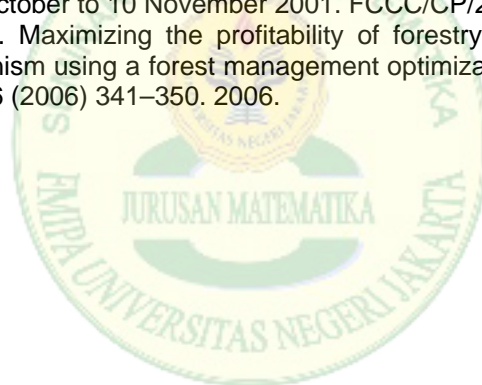 ctober to 10 November 2001. FCCC/CP/2
. Maximizing the profitability of forestry
nism using a forest management optimiza
6 (2006) 341–350. 2006.
JURUSAN MATEMATIKA
FMIPA UNIVERSITAS NEGERI JAKARTA